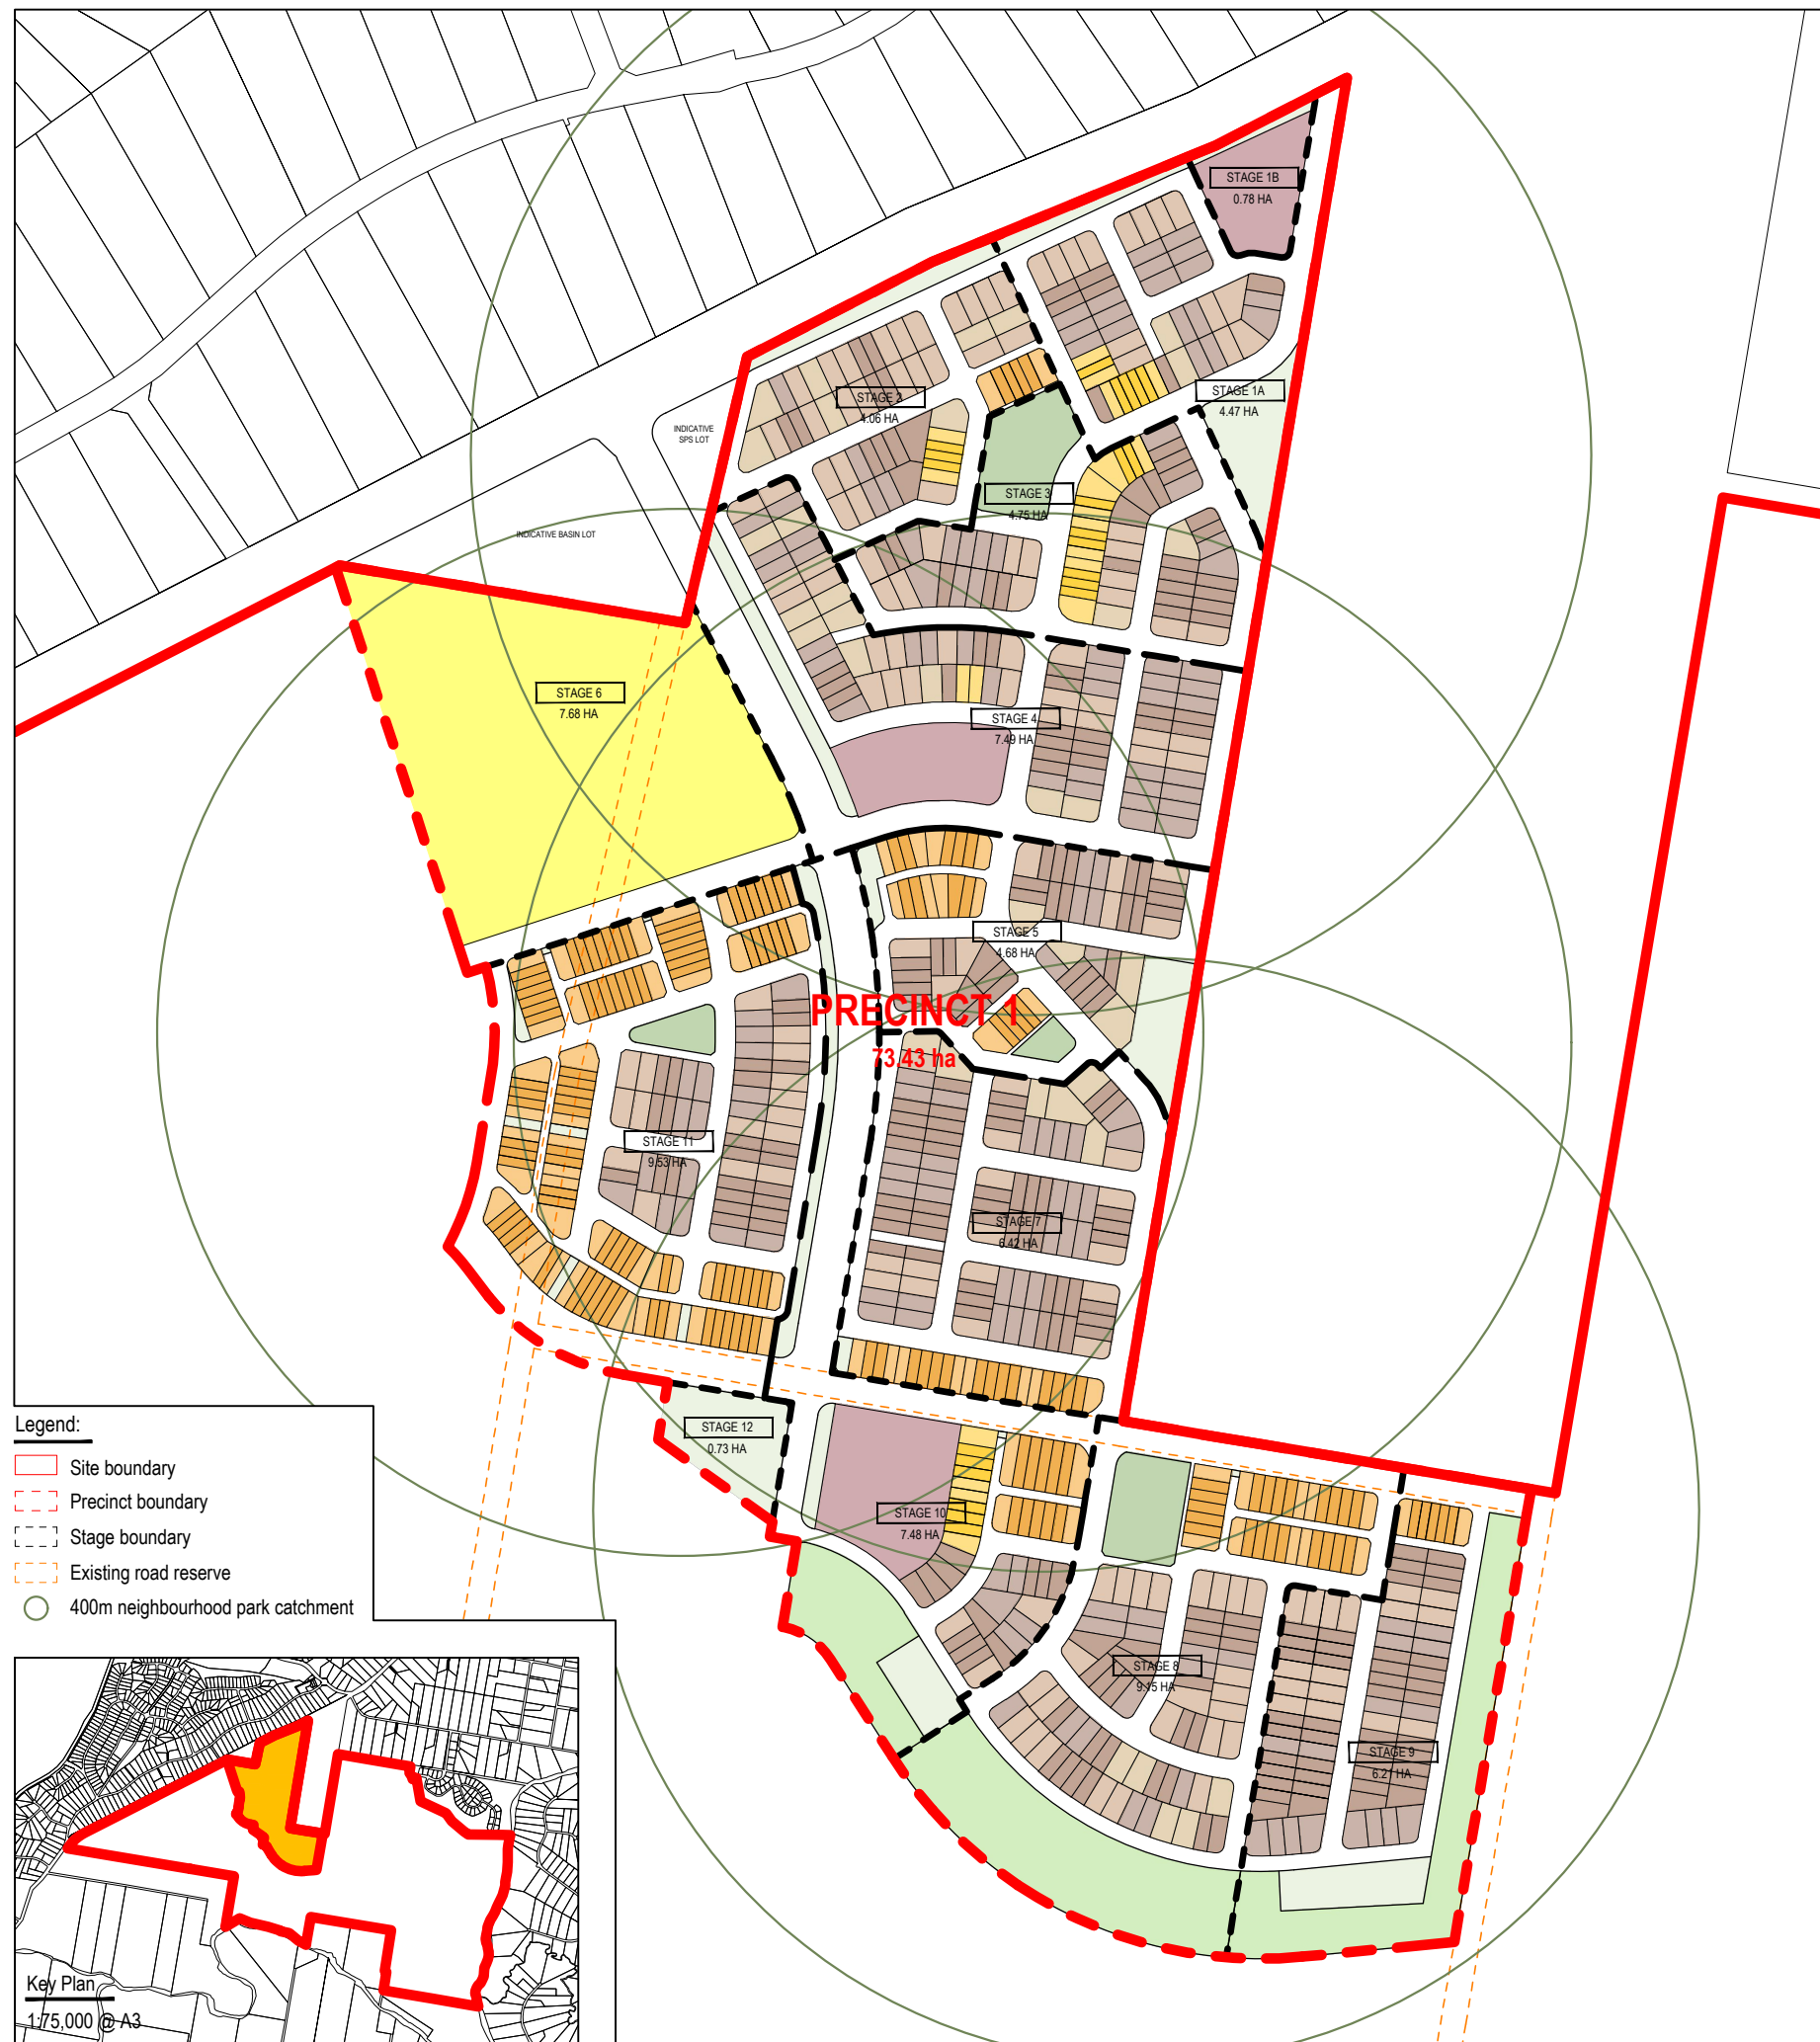 STAGE 1B
0.78 HA
STAGE 1A
4.47 HA
STAGE 2
4.06 HA
INDICATIVE
SPS LOT
STAGE 3
4.75 HA
INDICATIVE BASIN LOT
STAGE 6
7.68 HA
STAGE 4
7.49 HA
STAGE 5
4.68 HA
PRECINCT 1
73.43 ha
STAGE 11
9.53 HA
STAGE 7
6.42 HA
STAGE 12
0.73 HA
STAGE 10
7.48 HA
STAGE 8
9.15 HA
STAGE 9
6.21 HA
Legend:
Site boundary
Precinct boundary
Stage boundary
Existing road reserve
400m neighbourhood park catchment
Key Plan
1:75,000 @ A3